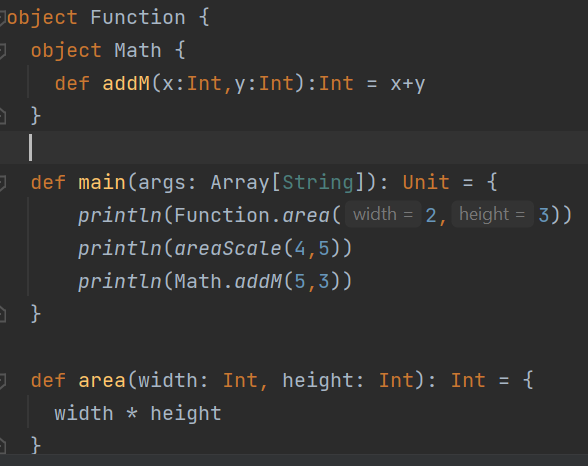 object Function {
object Math {
def addM(x:Int,y:Int):Int = x+y
}
def main(args: Array[String]): Unit = {
println(Function.area( width = 2, height = 3))
println(areaScale(4,5))
println(Math.addM(5,3))
}
def area(width: Int, height: Int): Int = {
width * height
}